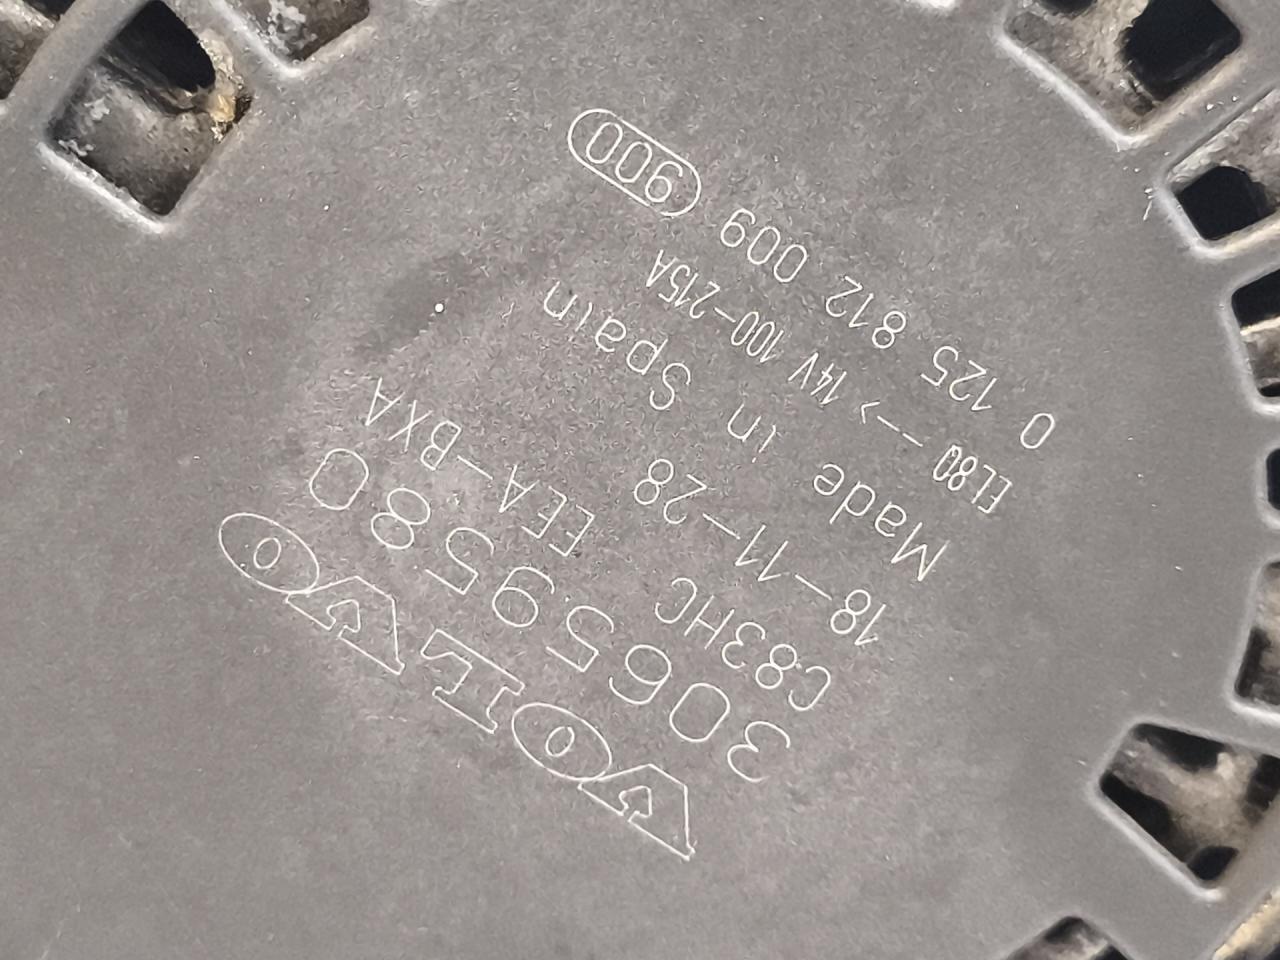 VOLVO
30659580
C83HC EEA-BXA
18-11-28
Made in Spain
EL80 --> 14V 100-215A
0 125 812 009 900